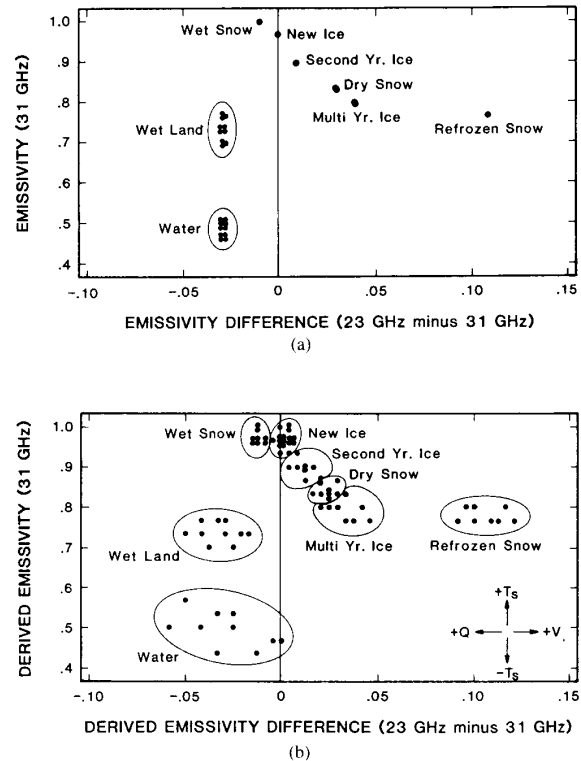 1.0
.9
.8
.7
.6
.5
.4
EMISSIVITY (31 GHz)
Wet Snow
New Ice
Second Yr. Ice
Dry Snow
Multi Yr. Ice
Refrozen Snow
Wet Land
Water
-.10
-.05
0
.05
.10
.15
EMISSIVITY DIFFERENCE (23 GHz minus 31 GHz)
(a)
1.0
.9
.8
.7
.6
.5
.4
DERIVED EMISSIVITY (31 GHz)
Wet Snow
New Ice
Second Yr. Ice
Dry Snow
Multi Yr. Ice
Refrozen Snow
Wet Land
Water
+Ts
+Q
+V
-Ts
-.10
-.05
0
.05
.10
.15
DERIVED EMISSIVITY DIFFERENCE (23 GHz minus 31 GHz)
(b)